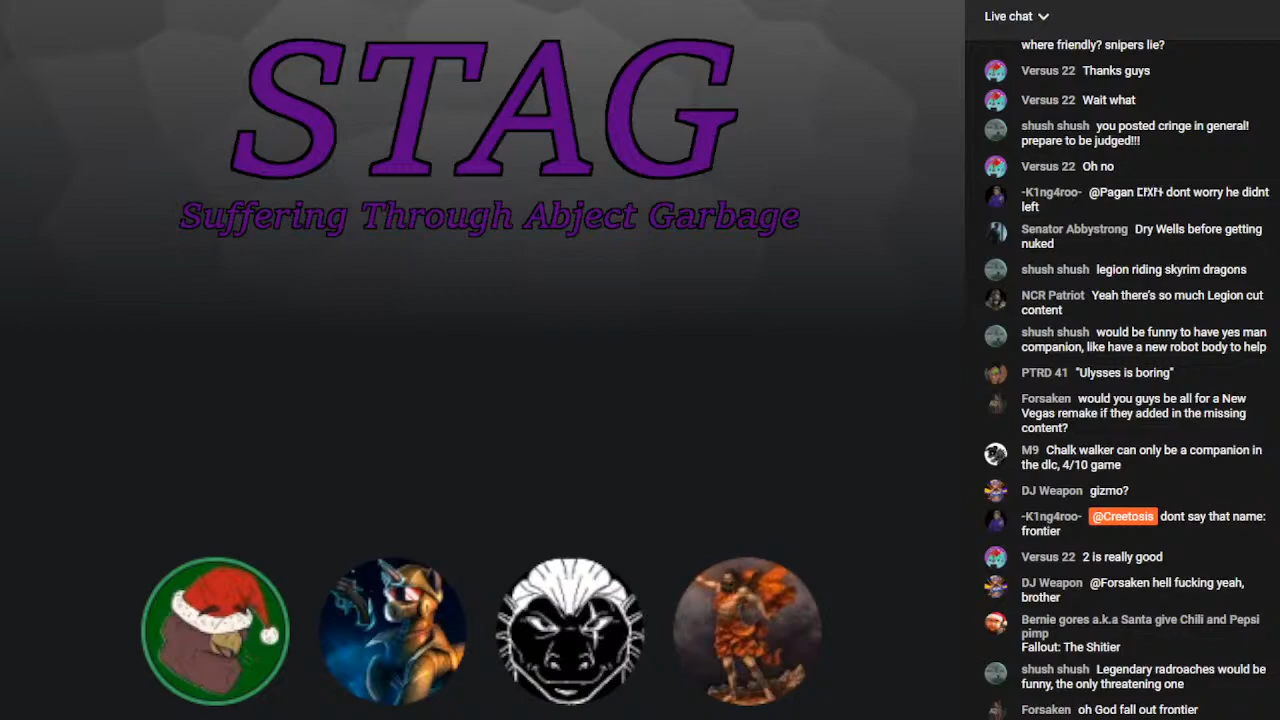 STAG
Suffering Through Abject Garbage
Live chat
where friendly? snipers lie?
Versus 22 Thanks guys
Versus 22 Wait what
shush shush you posted cringe in general!
prepare to be judged!!!
Versus 22 Oh no
-K1ng4roo- @Pagan dont worry he didnt
left
Senator Abbystrong Dry Wells before getting
nuked
shush shush legion riding skyrim dragons
NCR Patriot Yeah there's so much Legion cut
content
shush shush would be funny to have yes man
companion, like have a new robot body to help
PTRD 41 "Ulysses is boring"
Forsaken would you guys be all for a New
Vegas remake if they added in the missing
content?
M9 Chalk walker can only be a companion in
the dlc, 4/10 game
DJ Weapon gizmo?
-K1ng4roo- @Creetosis dont say that name:
frontier
Versus 22 2 is really good
DJ Weapon @Forsaken hell fucking yeah,
brother
Bernie gores a.k.a Santa give Chili and Pepsi
pimp
Fallout: The Shitier
shush shush Legendary radroaches would be
funny, the only threatening one
Forsaken oh God fall out frontier